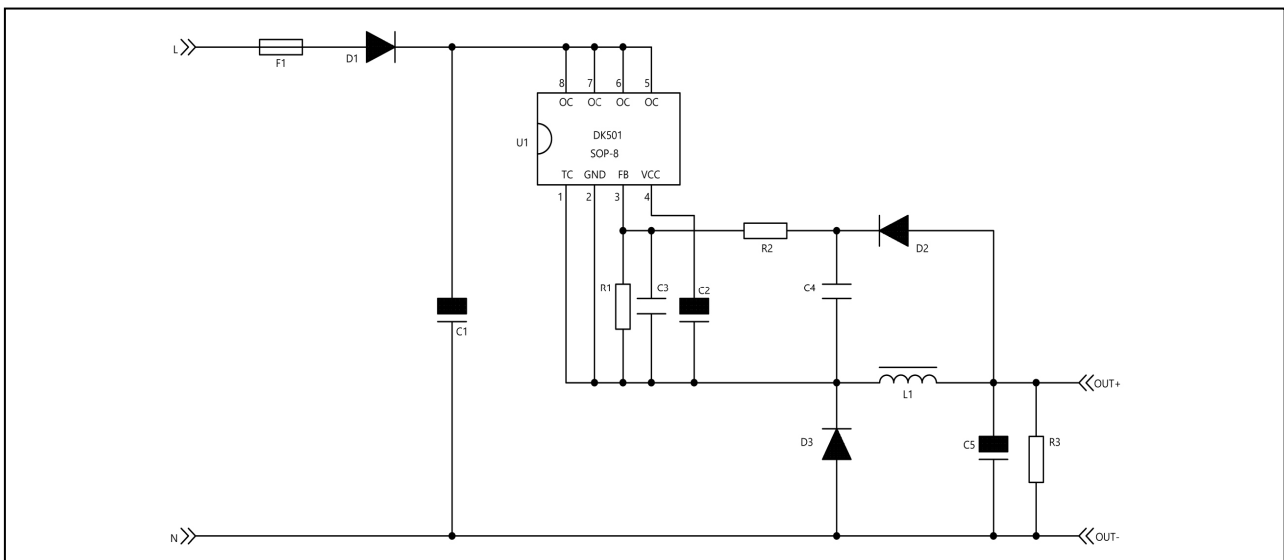 L
F1
D1
8 7 6 5
OC OC OC OC
U1
DK501
SOP-8
TC GND FB VCC
1 2 3 4
R2
D2
R1
C3
C2
C4
C1
L1
OUT+
D3
C5
R3
N
OUT-